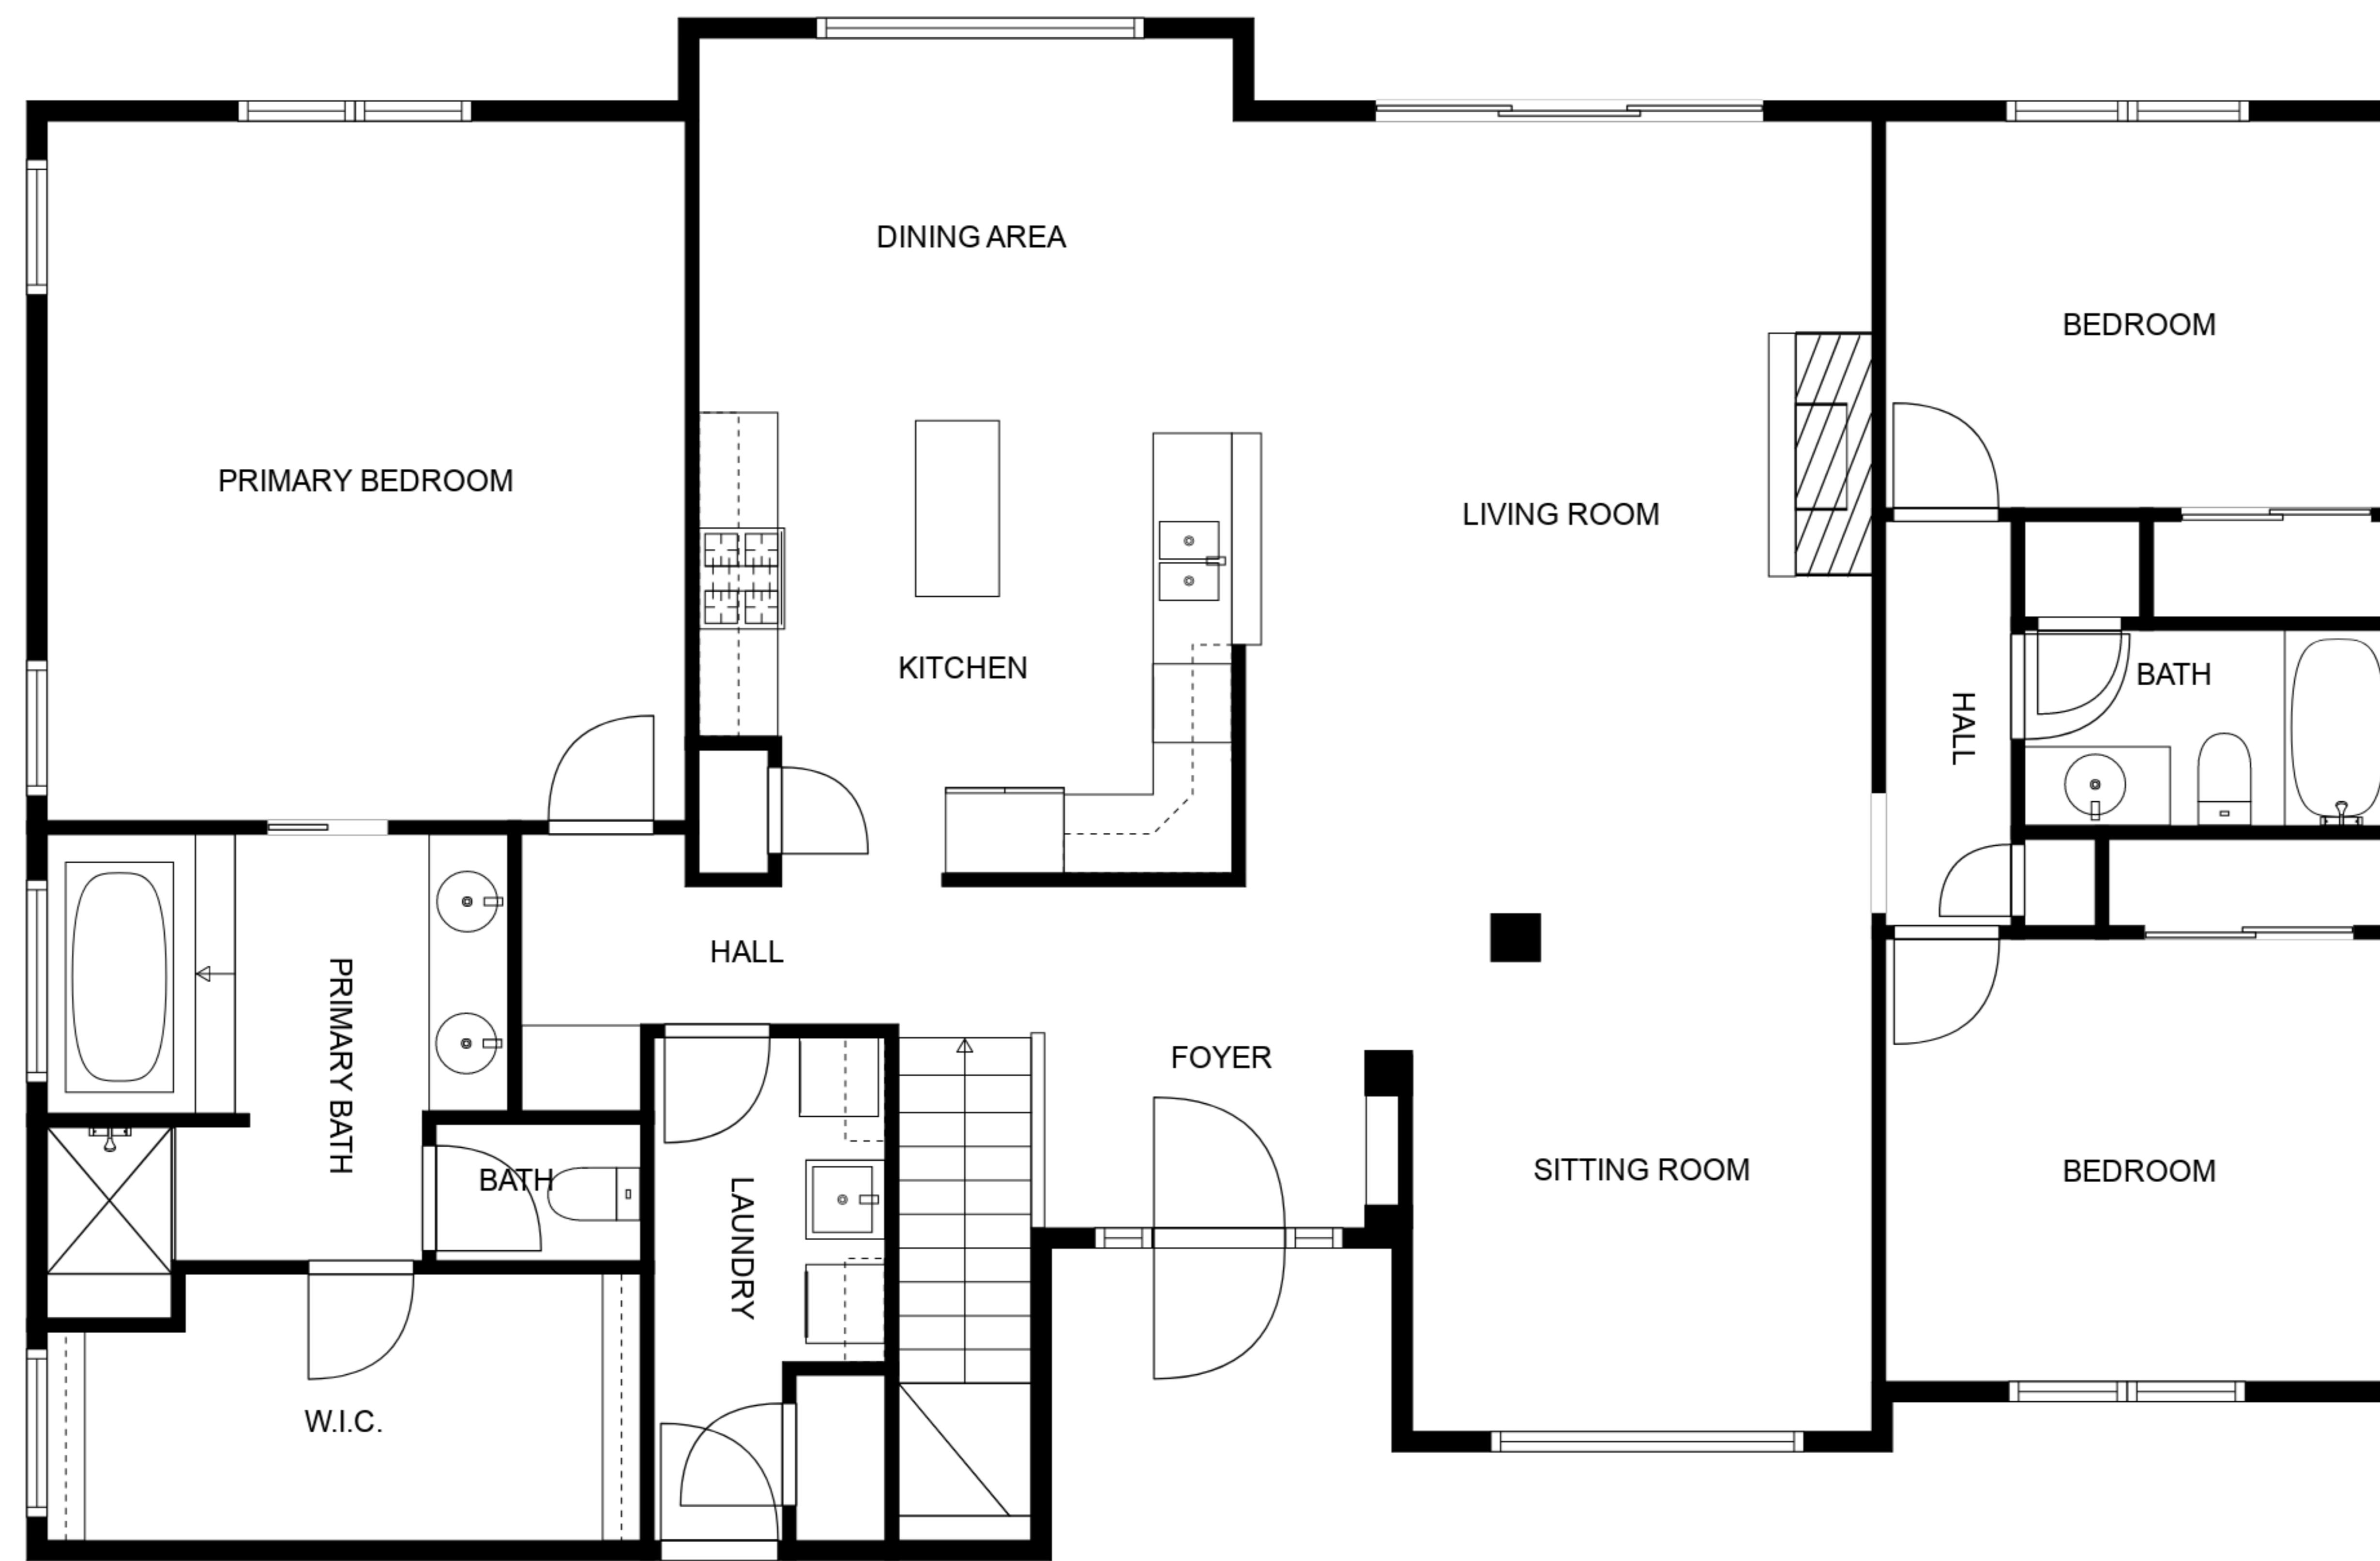 DINING AREA
BEDROOM
PRIMARY BEDROOM
LIVING ROOM
KITCHEN
BATH
HALL
HALL
PRIMARY BATH
FOYER
BATH
LAUNDRY
SITTING ROOM
BEDROOM
W.I.C.